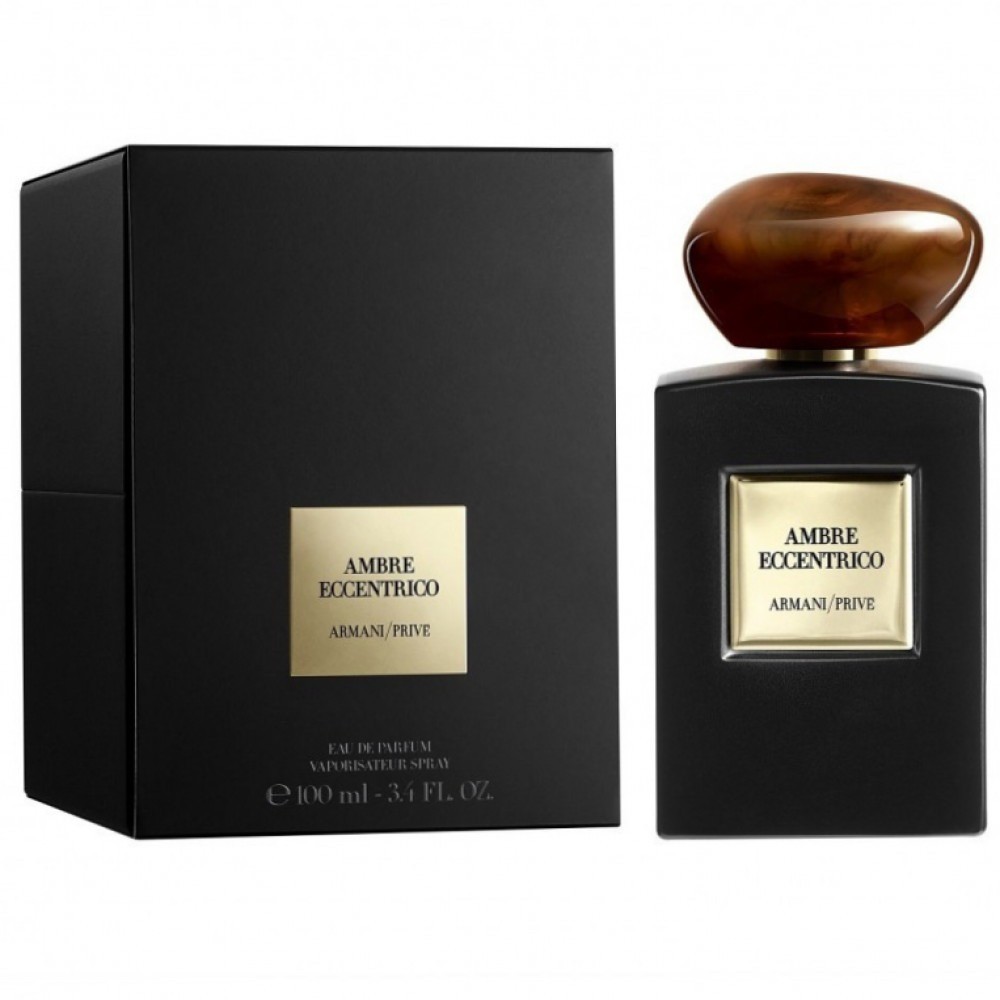 AMBRE
ECCENTRICO
ARMANI/PRIVE
EAU DE PARFUM
VAPORISATEUR SPRAY
℮ 100 ml - 3.4 FL. OZ.
AMBRE
ECCENTRICO
ARMANI/PRIVE